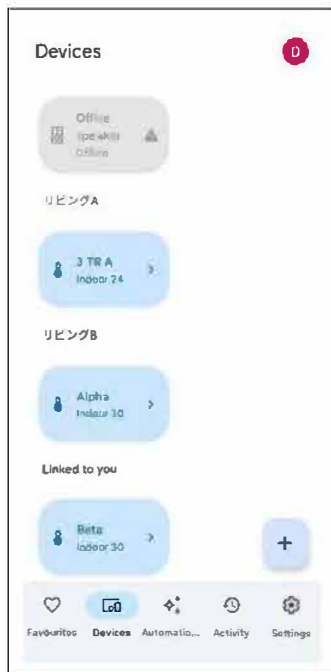 Devices
D
Office
speaker
Offline
リビングA
3 TR A
Indoor 24
リビングB
Alpha
Indoor 30
Linked to you
Beta
Indoor 30
+
Favourites
Devices
Automatio...
Activity
Settings